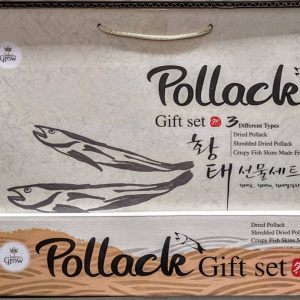 Grow
Pollack
Gift set 3 Different Types
Dried Pollack
Shredded Dried Pollack
Crispy Fish Skins Made Fr
황태 선물세트
Grow
Pollack Gift set
Dried Pollack
Shredded Dried Pollack
Crispy Fish Skins M